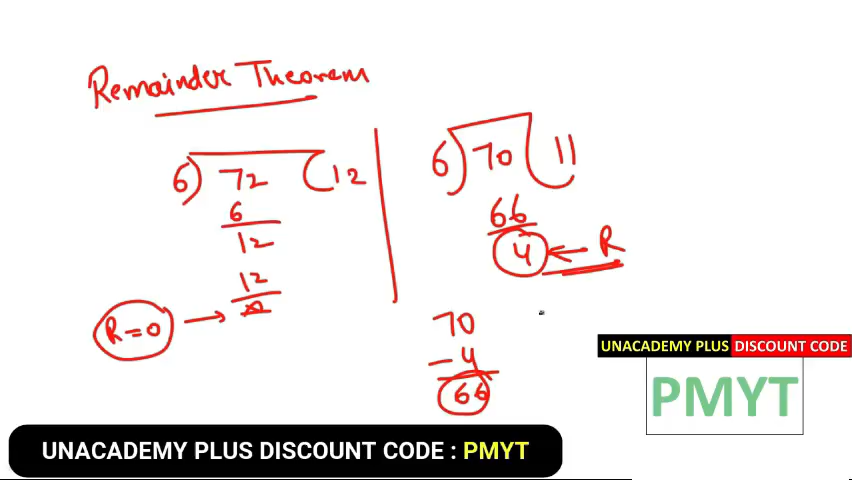 Remainder Theorem
6) 72 (12
6
12
12
0
R=0
6) 70 ( 11
66
4 ← R
70
-4
66
UNACADEMY PLUS DISCOUNT CODE
PMYT
UNACADEMY PLUS DISCOUNT CODE : PMYT